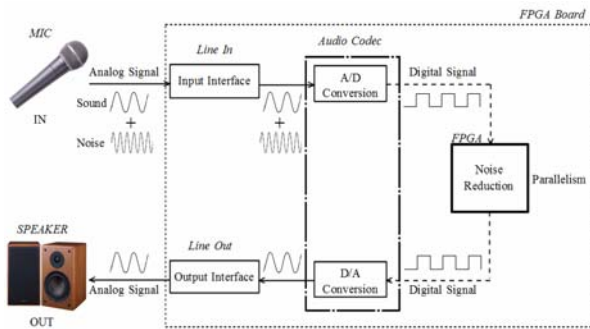 FPGA Board
MIC
Line In
Audio Codec
Analog Signal
Input Interface
A/D
Conversion
Digital Signal
Sound
+
+
IN
Noise
FPGA
Noise
Reduction
Parallelism
SPEAKER
Line Out
Output Interface
D/A
Conversion
Analog Signal
Digital Signal
OUT